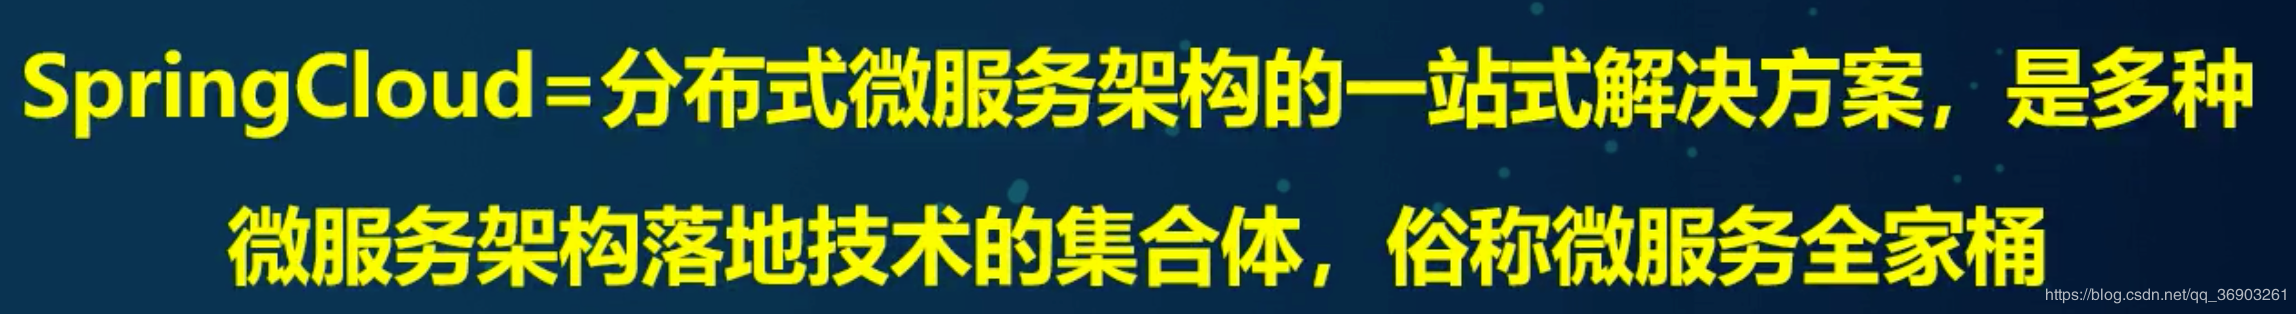 SpringCloud=分布式微服务架构的一站式解决方案，是多种
微服务架构落地技术的集合体，俗称微服务全家桶
https://blog.csdn.net/qq_36903261